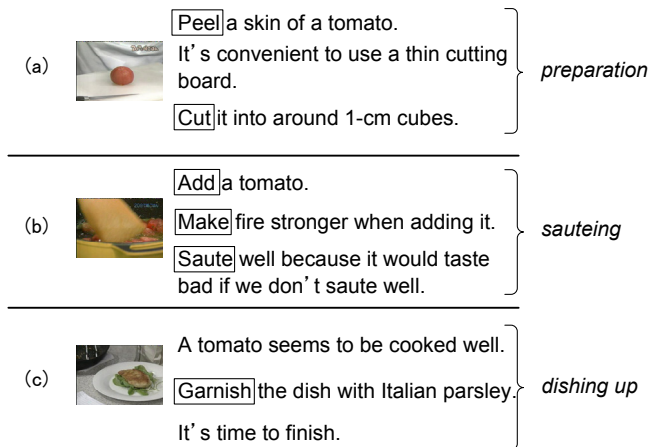 (a)
Peel a skin of a tomato.
It's convenient to use a thin cutting
board.
Cut it into around 1-cm cubes.
preparation
(b)
Add a tomato.
Make fire stronger when adding it.
Saute well because it would taste
bad if we don't saute well.
sauteing
(c)
A tomato seems to be cooked well.
Garnish the dish with Italian parsley.
It's time to finish.
dishing up